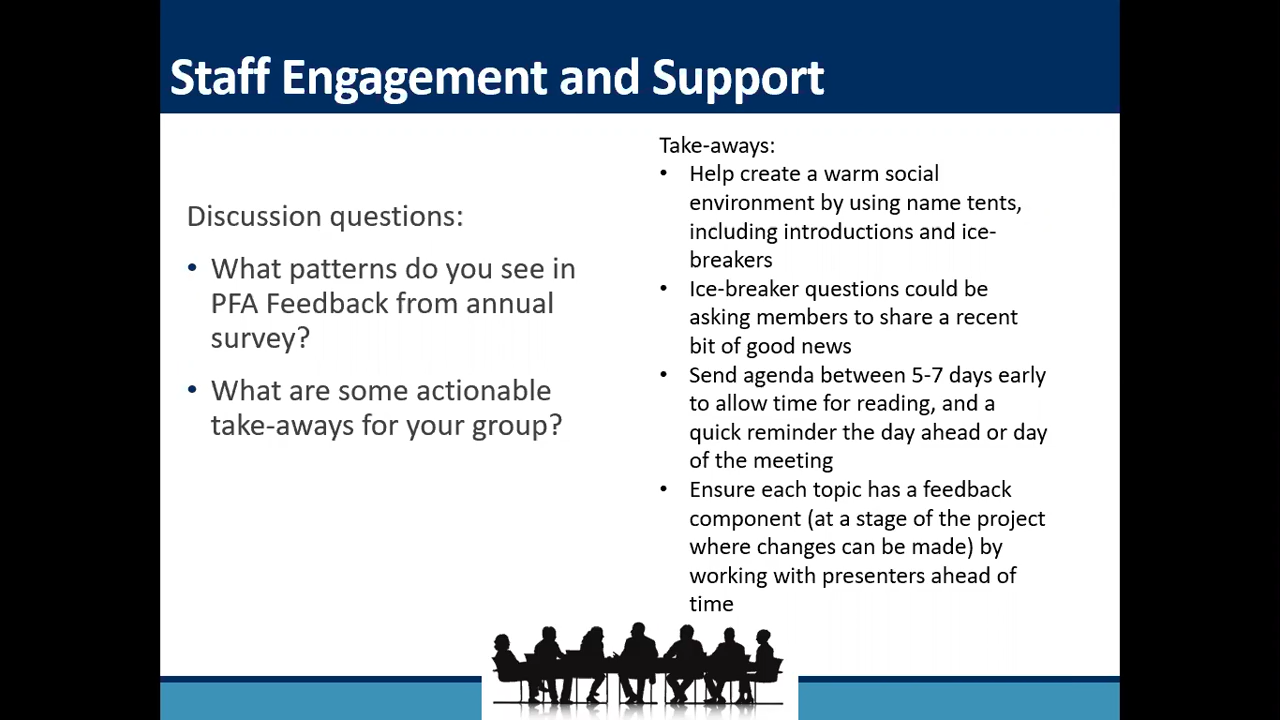 Staff Engagement and Support
Discussion questions:
• What patterns do you see in
PFA Feedback from annual
survey?
• What are some actionable
take-aways for your group?
Take-aways:
• Help create a warm social
environment by using name tents,
including introductions and ice-
breakers
• Ice-breaker questions could be
asking members to share a recent
bit of good news
• Send agenda between 5-7 days early
to allow time for reading, and a
quick reminder the day ahead or day
of the meeting
• Ensure each topic has a feedback
component (at a stage of the project
where changes can be made) by
working with presenters ahead of
time